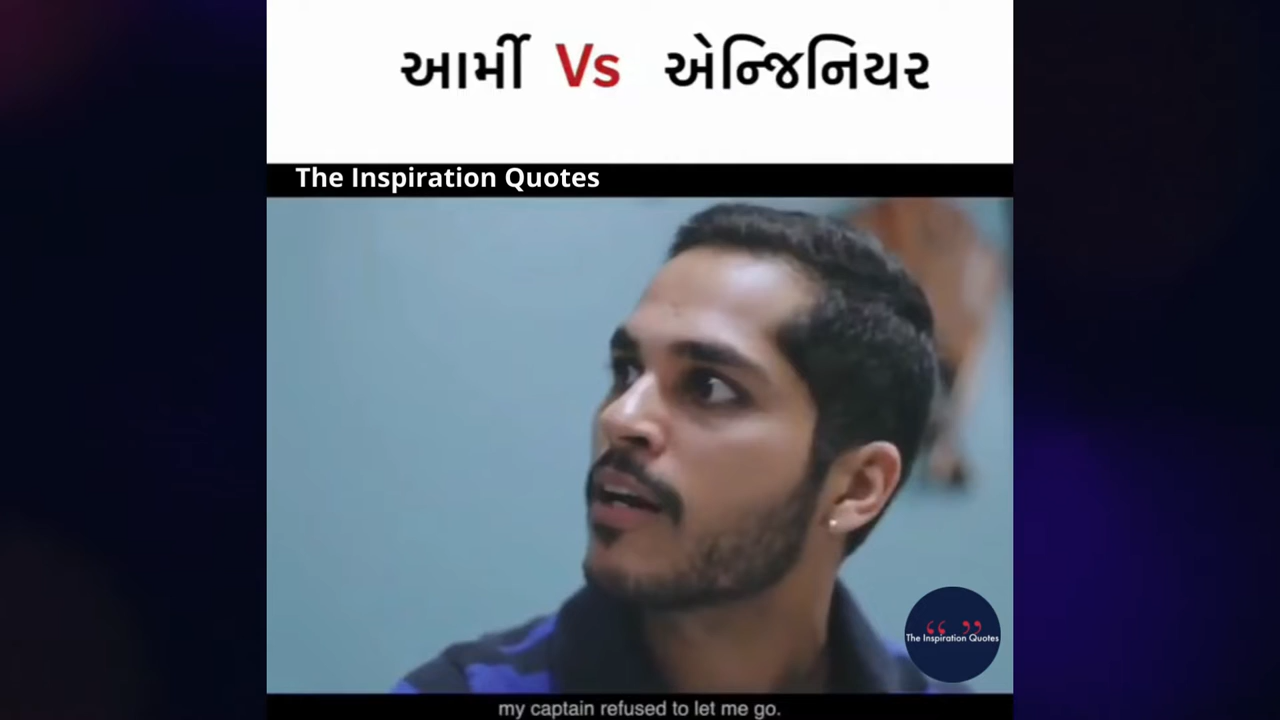 આર્મી Vs એન્જિનિયર
The Inspiration Quotes
“ ”
The Inspiration Quotes
my captain refused to let me go.